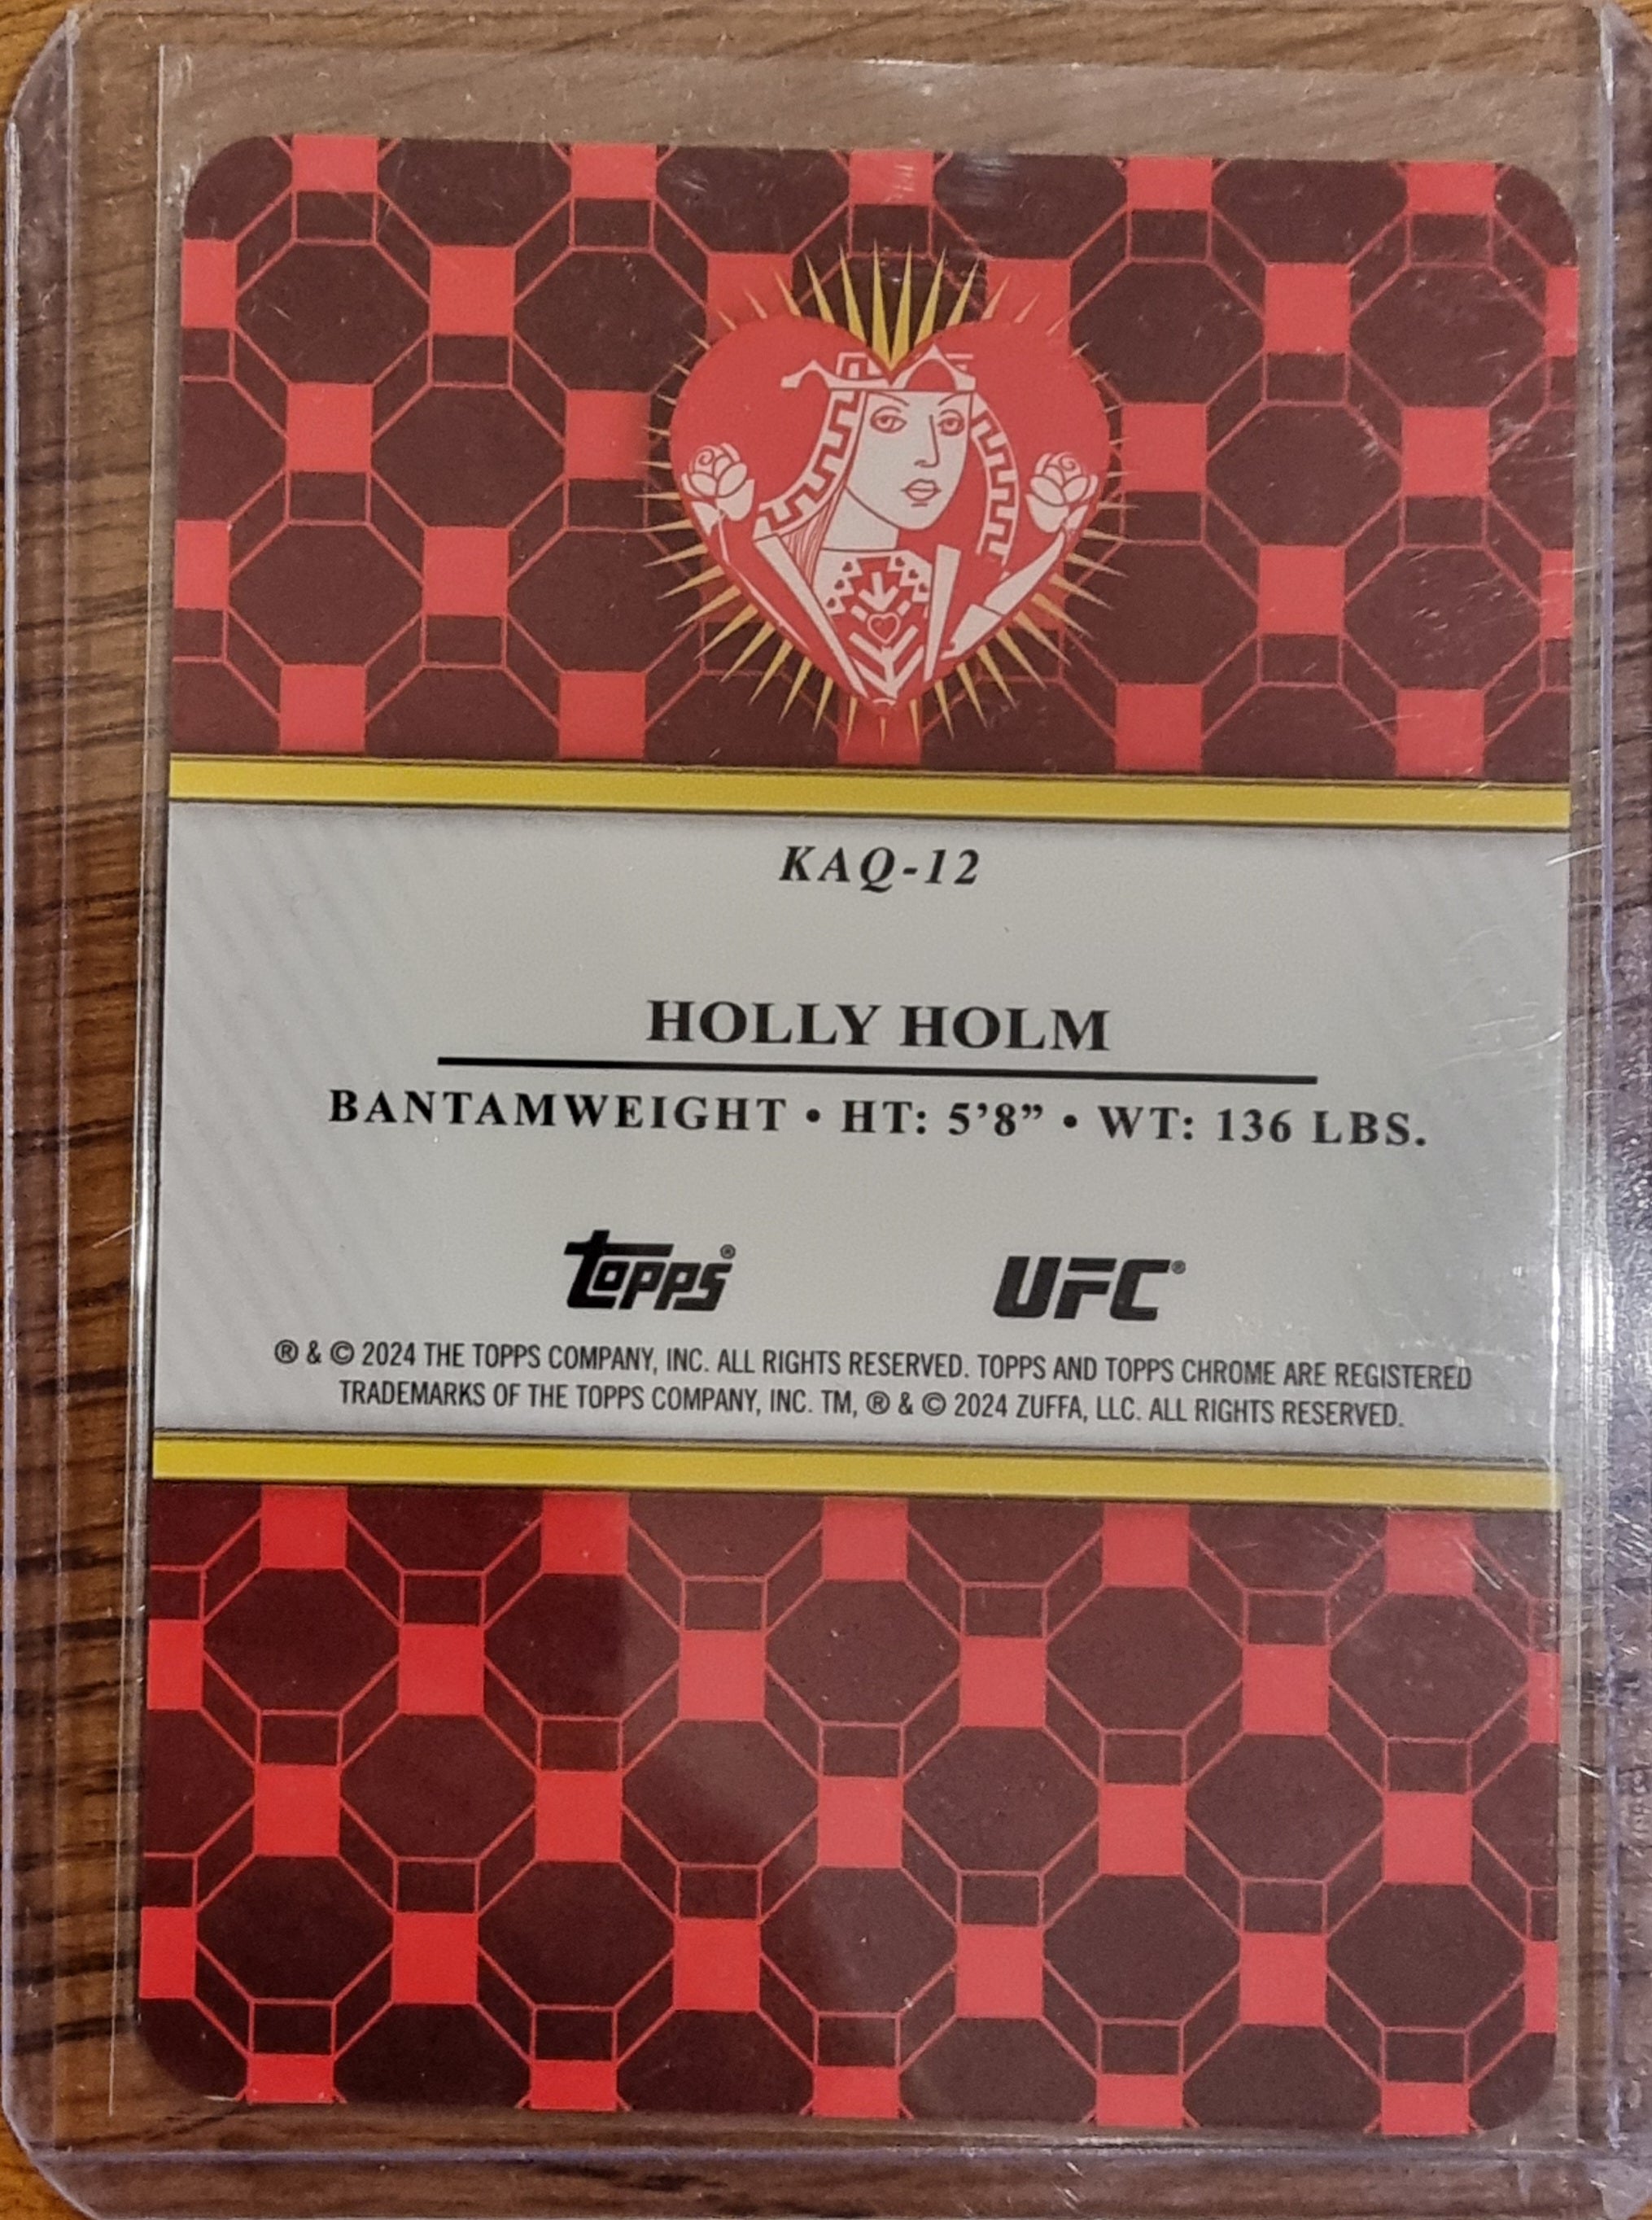 KAQ-12
HOLLY HOLM
BANTAMWEIGHT • HT: 5’8” • WT: 136 LBS.
topps® UFC®
® & © 2024 THE TOPPS COMPANY, INC. ALL RIGHTS RESERVED. TOPPS AND TOPPS CHROME ARE REGISTERED
TRADEMARKS OF THE TOPPS COMPANY, INC. TM, ® & © 2024 ZUFFA, LLC. ALL RIGHTS RESERVED.